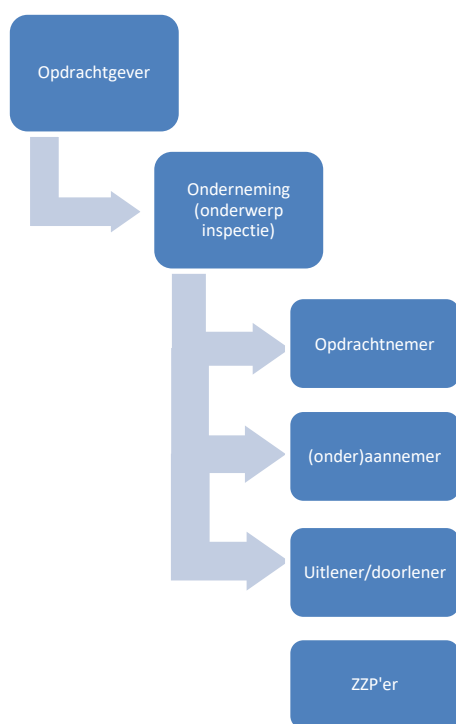 Opdrachtgever
Onderneming
(onderwerp
inspectie)
Opdrachtnemer
(onder)aannemer
Uitlener/doorlener
ZZP'er